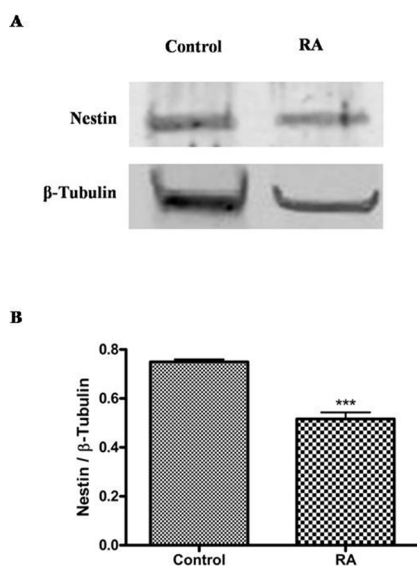 A
Control RA
Nestin
β-Tubulin
B
Nestin / β-Tubulin
0.8
0.6
0.4
0.2
0.0
***
Control RA